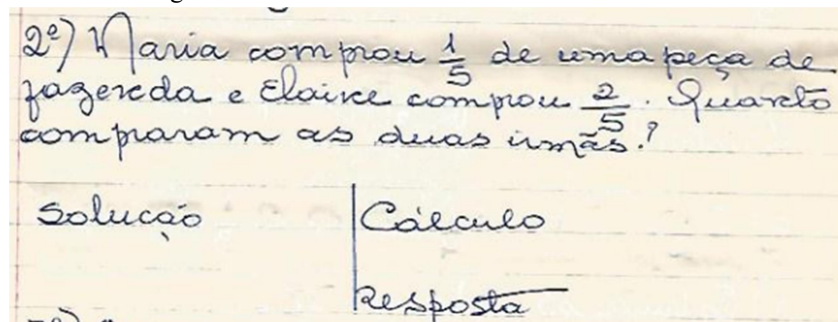 2º) Maria comprou 1/5 de uma peça de
fazenda e Elaine comprou 2/5. Quanto
compraram as duas irmãs?
Solução
Cálculo
Resposta